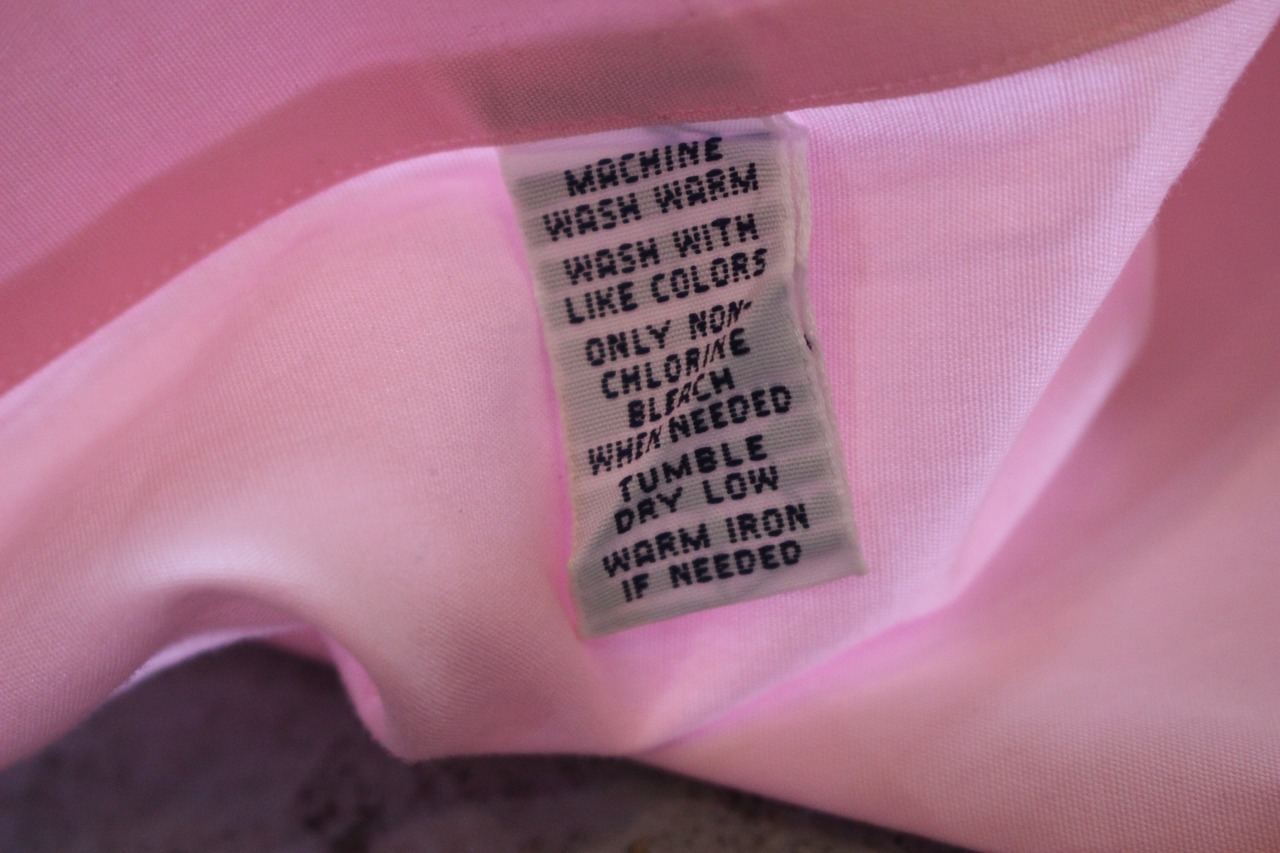 MACHINE
WASH WARM
WASH WITH
LIKE COLORS
ONLY NON-
CHLORINE
BLEACH
WHEN NEEDED
TUMBLE
DRY LOW
WARM IRON
IF NEEDED